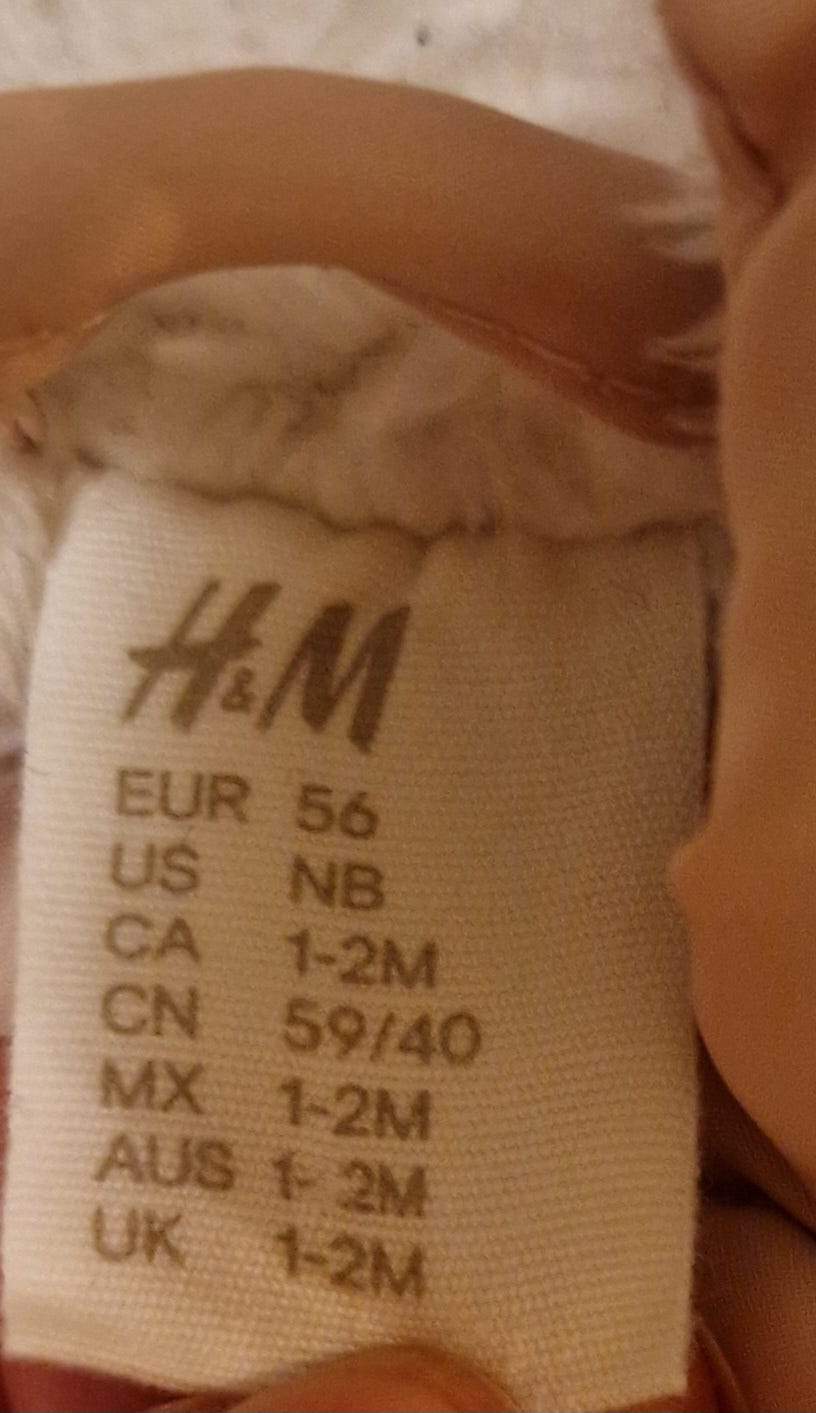 H&M
EUR 56
US NB
CA 1-2M
CN 59/40
MX 1-2M
AUS 1-2M
UK 1-2M